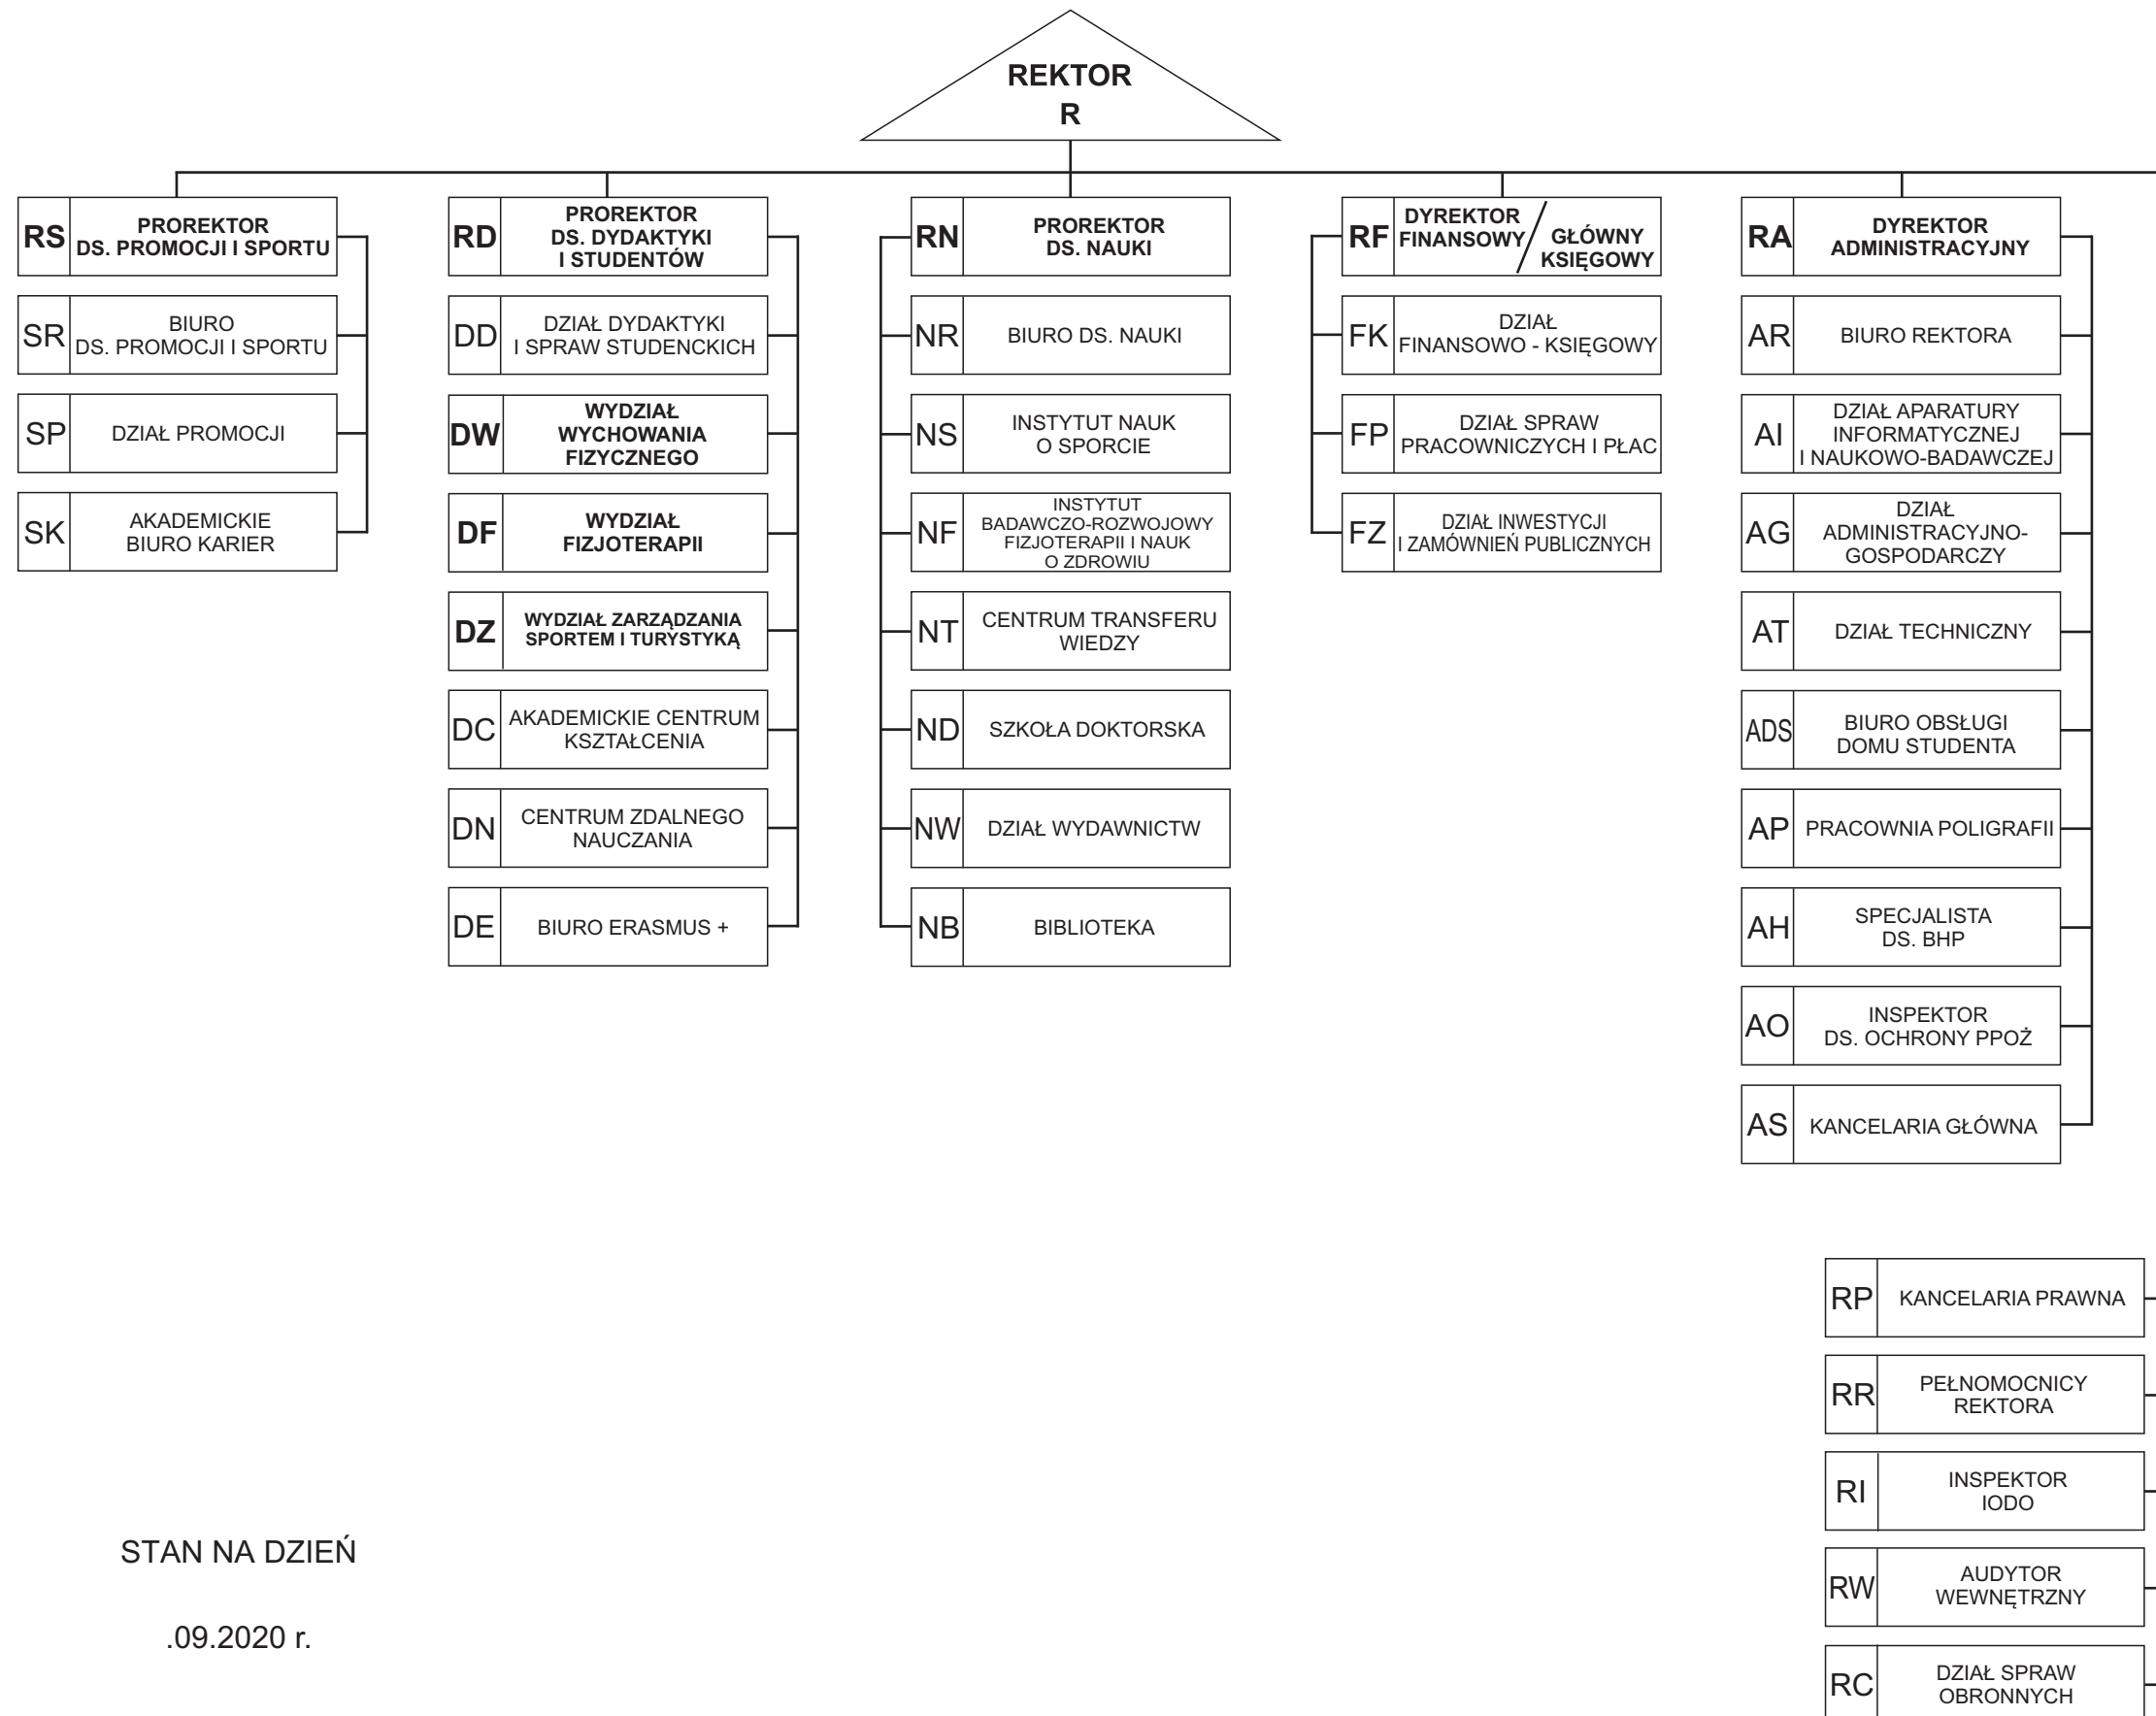 REKTOR
R
RS
PROREKTOR
DS. PROMOCJI I SPORTU
SR
BIURO
DS. PROMOCJI I SPORTU
SP
DZIAŁ PROMOCJI
SK
AKADEMICKIE
BIURO KARIER
RD
PROREKTOR
DS. DYDAKTYKI
I STUDENTÓW
DD
DZIAŁ DYDAKTYKI
I SPRAW STUDENCKICH
DW
WYDZIAŁ
WYCHOWANIA
FIZYCZNEGO
DF
WYDZIAŁ
FIZJOTERAPII
DZ
WYDZIAŁ ZARZĄDZANIA
SPORTEM I TURYSTYKĄ
DC
AKADEMICKIE CENTRUM
KSZTAŁCENIA
DN
CENTRUM ZDALNEGO
NAUCZANIA
DE
BIURO ERASMUS +
RN
PROREKTOR
DS. NAUKI
NR
BIURO DS. NAUKI
NS
INSTYTUT NAUK
O SPORCIE
NF
INSTYTUT
BADAWCZO-ROZWOJOWY
FIZJOTERAPII I NAUK
O ZDROWIU
NT
CENTRUM TRANSFERU
WIEDZY
ND
SZKOŁA DOKTORSKA
NW
DZIAŁ WYDAWNICTW
NB
BIBLIOTEKA
RF
DYREKTOR
FINANSOWY
GŁÓWNY
KSIĘGOWY
FK
DZIAŁ
FINANSOWO - KSIĘGOWY
FP
DZIAŁ SPRAW
PRACOWNICZYCH I PŁAC
FZ
DZIAŁ INWESTYCJI
I ZAMÓWNIEŃ PUBLICZNYCH
RA
DYREKTOR
ADMINISTRACYJNY
AR
BIURO REKTORA
AI
DZIAŁ APARATURY
INFORMATYCZNEJ
I NAUKOWO-BADAWCZEJ
AG
DZIAŁ
ADMINISTRACYJNO-
GOSPODARCZY
AT
DZIAŁ TECHNICZNY
ADS
BIURO OBSŁUGI
DOMU STUDENTA
AP
PRACOWNIA POLIGRAFII
AH
SPECJALISTA
DS. BHP
AO
INSPEKTOR
DS. OCHRONY PPOŻ
AS
KANCELARIA GŁÓWNA
RP
KANCELARIA PRAWNA
RR
PEŁNOMOCNICY
REKTORA
RI
INSPEKTOR
IODO
RW
AUDYTOR
WEWNĘTRZNY
RC
DZIAŁ SPRAW
OBRONNYCH
STAN NA DZIEŃ
.09.2020 r.